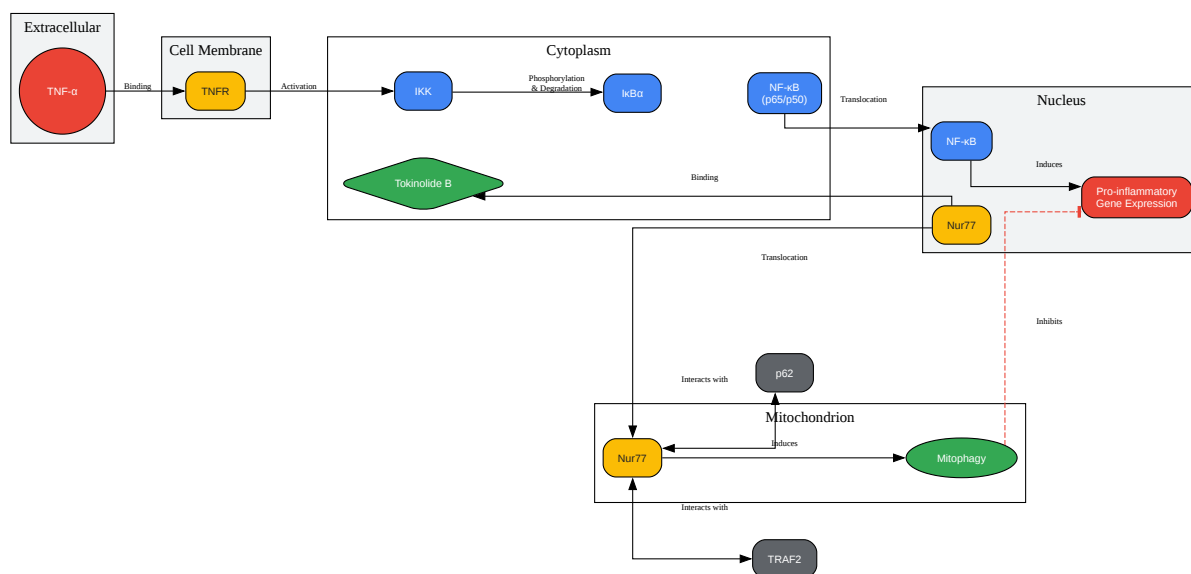 Extracellular
TNF-α
Binding
Cell Membrane
TNFR
Activation
Cytoplasm
IKK
Phosphorylation
& Degradation
IκBα
NF-κB
(p65/p50)
Translocation
Tokinolide B
Binding
Nucleus
NF-κB
Induces
Pro-inflammatory
Gene Expression
Nur77
Translocation
Inhibits
p62
Interacts with
Mitochondrion
Nur77
Induces
Mitophagy
Interacts with
TRAF2